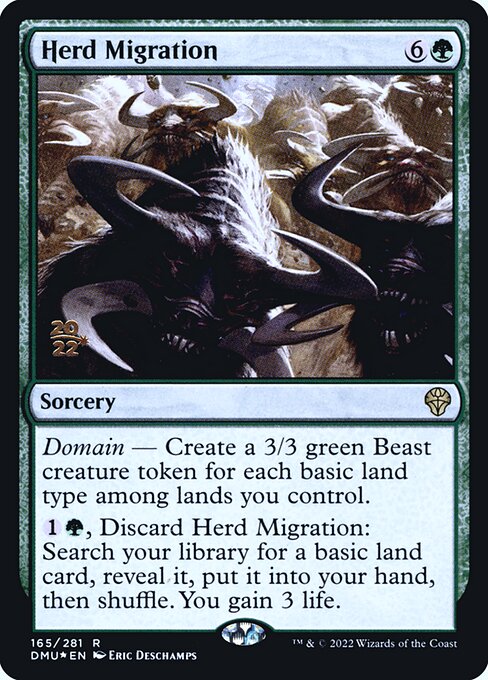 Herd Migration 6
20
22
Sorcery
Domain — Create a 3/3 green Beast
creature token for each basic land
type among lands you control.
1 , Discard Herd Migration:
Search your library for a basic land
card, reveal it, put it into your hand,
then shuffle. You gain 3 life.
165/281 R
DMU★EN Eric Deschamps
™ & © 2022 Wizards of the Coast